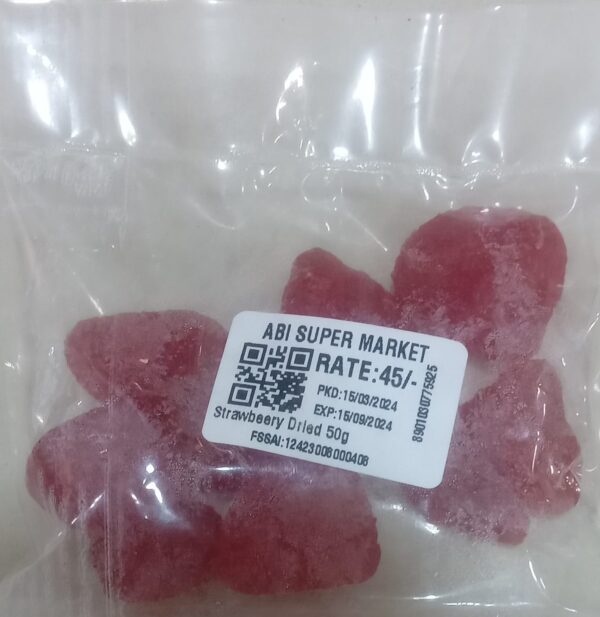 ABI SUPER MARKET
RATE:45/-
PKD:15/03/2024
EXP:15/09/2024
Strawbeery Dried 50g
FSSAI:12423008000408
8901030775925